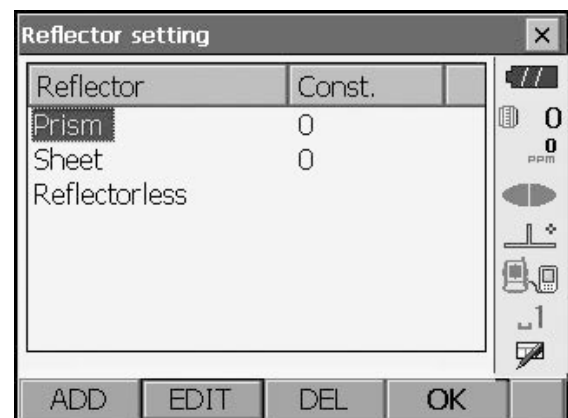 Reflector setting
Reflector Const.
Prism 0
Sheet 0
Reflectorless
0
0
PPM
1
ADD EDIT DEL OK